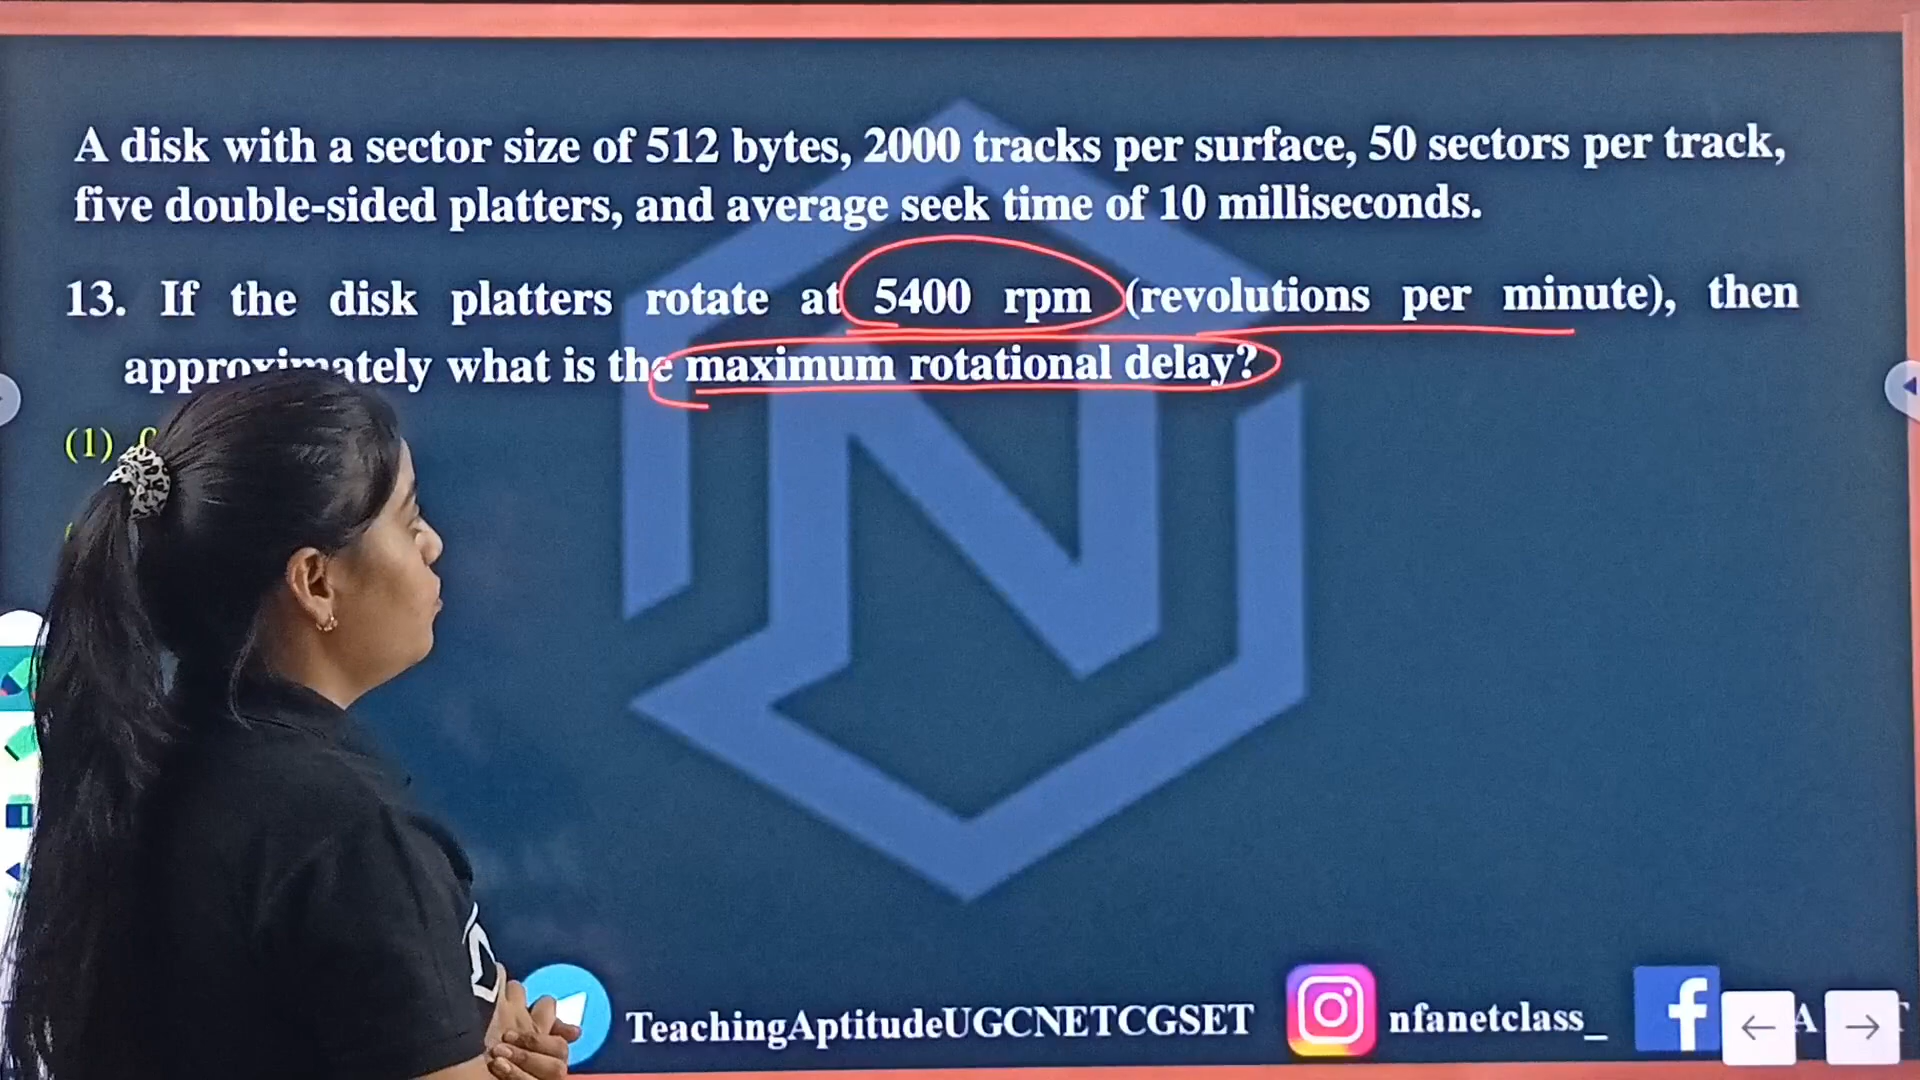 A disk with a sector size of 512 bytes, 2000 tracks per surface, 50 sectors per track,
five double-sided platters, and average seek time of 10 milliseconds.
13. If the disk platters rotate at 5400 rpm (revolutions per minute), then
approximately what is the maximum rotational delay?
(1)
TeachingAptitudeUGCNETCGSET nfanetclass_